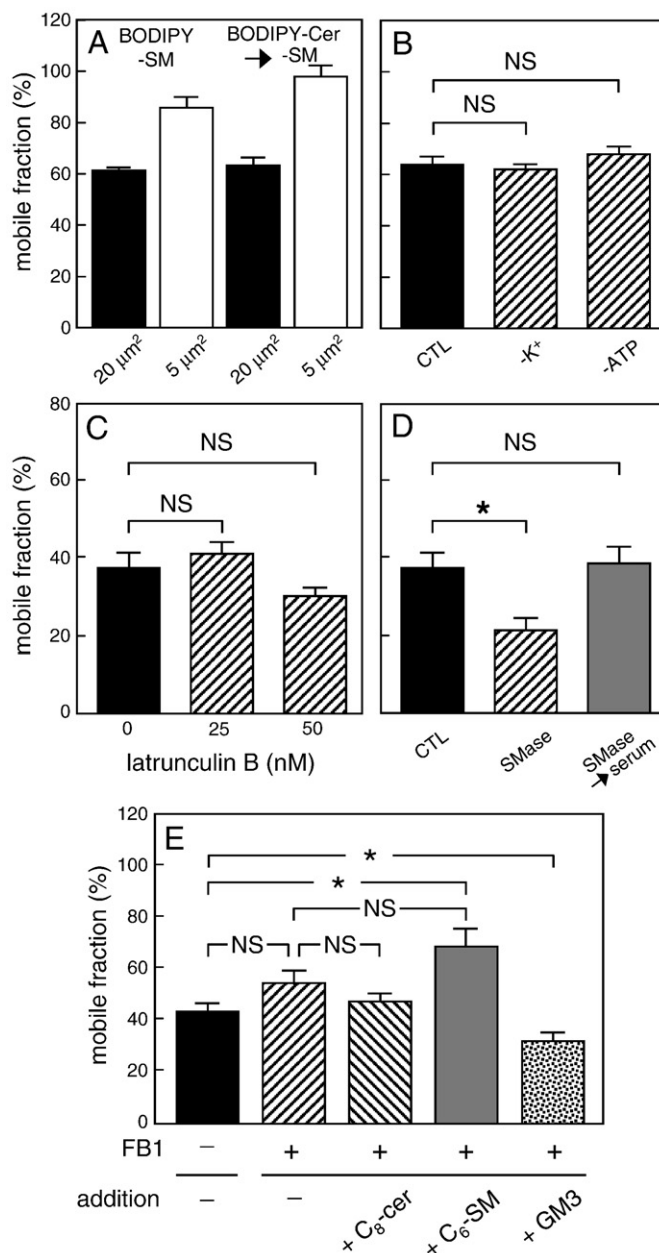 A
BODIPY -SM
BODIPY-Cer → -SM
mobile fraction (%)
120
100
80
60
40
20
0
20 µm²
5 µm²
20 µm²
5 µm²
B
NS
NS
CTL
-K⁺
-ATP
C
mobile fraction (%)
80
60
40
20
0
NS
NS
0 25 50
latrunculin B (nM)
D
NS
*
CTL
SMase
SMase → serum
E
mobile fraction (%)
120
100
80
60
40
20
0
*
*
NS
NS NS
FB1 – + + + +
addition – – + C₈-cer + C₆-SM + GM3